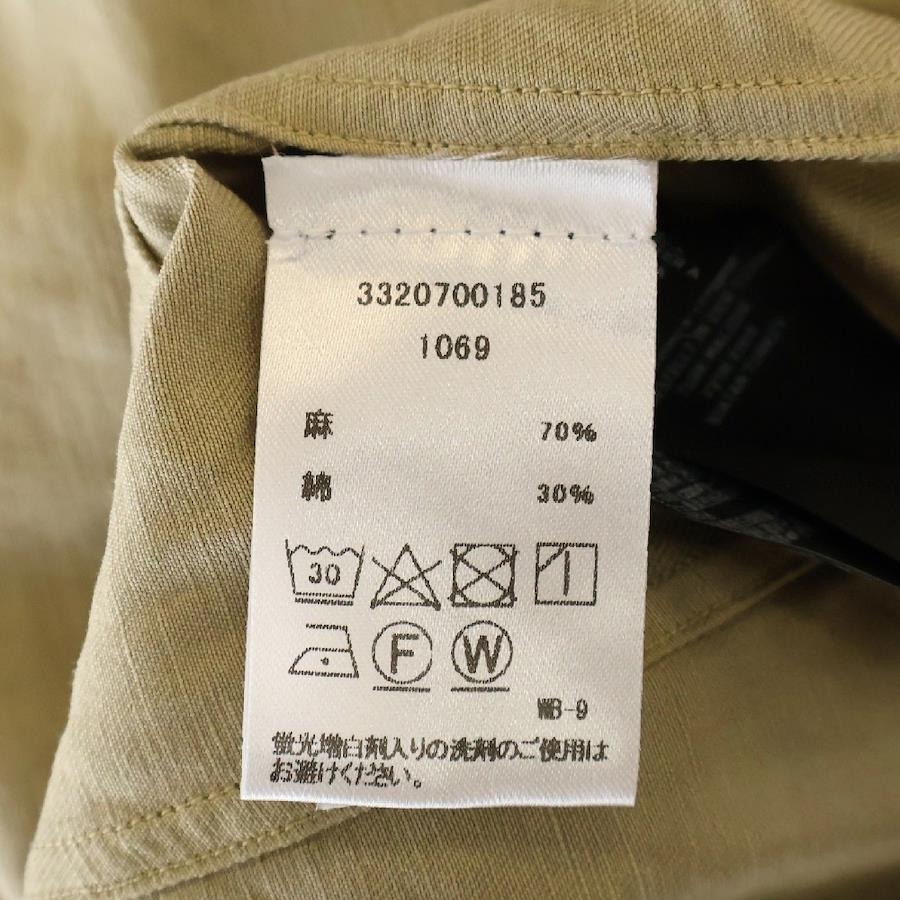 3320700185
1069
麻 70%
綿 30%
30
F W
WB-9
蛍光増白剤入りの洗剤のご使用は
お避けください。